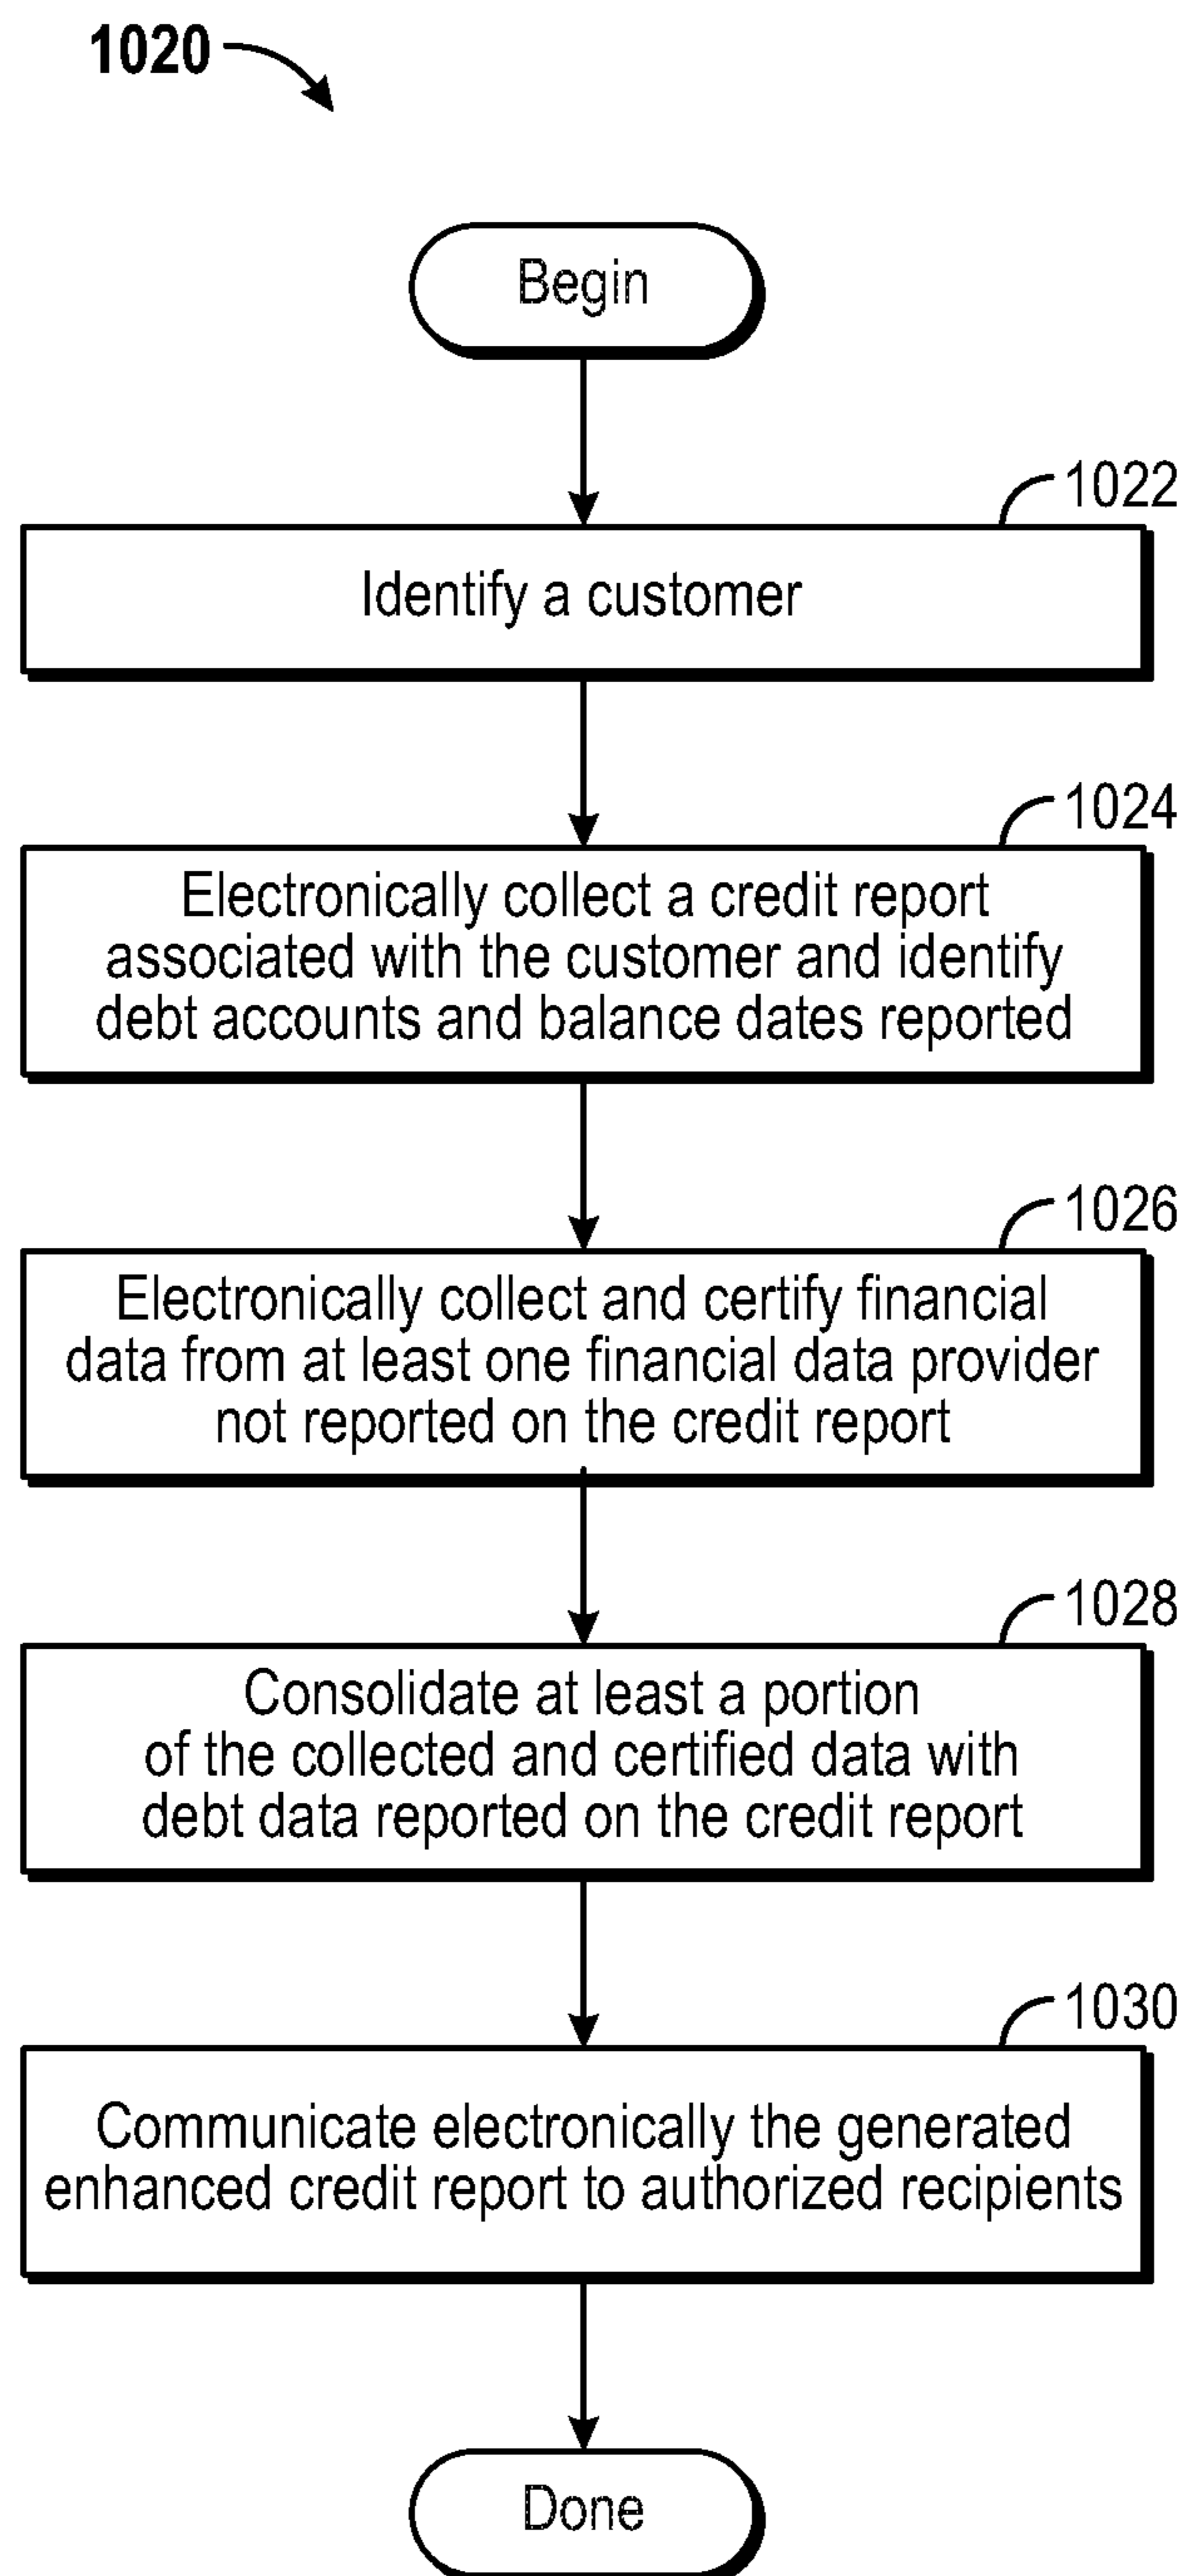 1020
Begin
1022
Identify a customer
1024
Electronically collect a credit report
associated with the customer and identify
debt accounts and balance dates reported
1026
Electronically collect and certify financial
data from at least one financial data provider
not reported on the credit report
1028
Consolidate at least a portion
of the collected and certified data with
debt data reported on the credit report
1030
Communicate electronically the generated
enhanced credit report to authorized recipients
Done